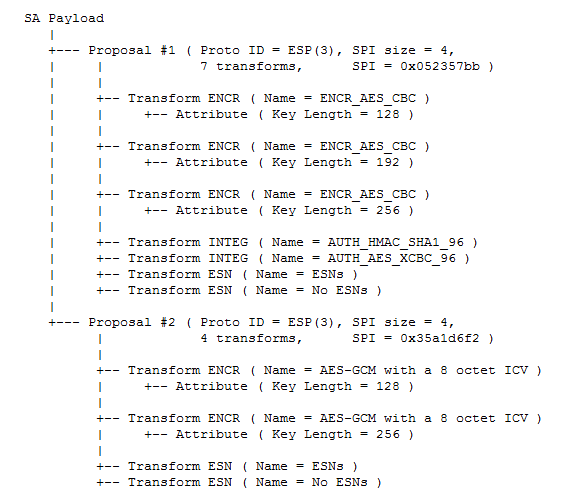 SA Payload
|
+--- Proposal #1 ( Proto ID = ESP(3), SPI size = 4,
|     |            7 transforms,      SPI = 0x052357bb )
|     |
|     +-- Transform ENCR ( Name = ENCR_AES_CBC )
|     |     +-- Attribute ( Key Length = 128 )
|     |
|     +-- Transform ENCR ( Name = ENCR_AES_CBC )
|     |     +-- Attribute ( Key Length = 192 )
|     |
|     +-- Transform ENCR ( Name = ENCR_AES_CBC )
|     |     +-- Attribute ( Key Length = 256 )
|     |
|     +-- Transform INTEG ( Name = AUTH_HMAC_SHA1_96 )
|     +-- Transform INTEG ( Name = AUTH_AES_XCBC_96 )
|     +-- Transform ESN ( Name = ESNs )
|     +-- Transform ESN ( Name = No ESNs )
|
+--- Proposal #2 ( Proto ID = ESP(3), SPI size = 4,
      |            4 transforms,      SPI = 0x35a1d6f2 )
      |
      +-- Transform ENCR ( Name = AES-GCM with a 8 octet ICV )
      |     +-- Attribute ( Key Length = 128 )
      |
      +-- Transform ENCR ( Name = AES-GCM with a 8 octet ICV )
      |     +-- Attribute ( Key Length = 256 )
      |
      +-- Transform ESN ( Name = ESNs )
      +-- Transform ESN ( Name = No ESNs )